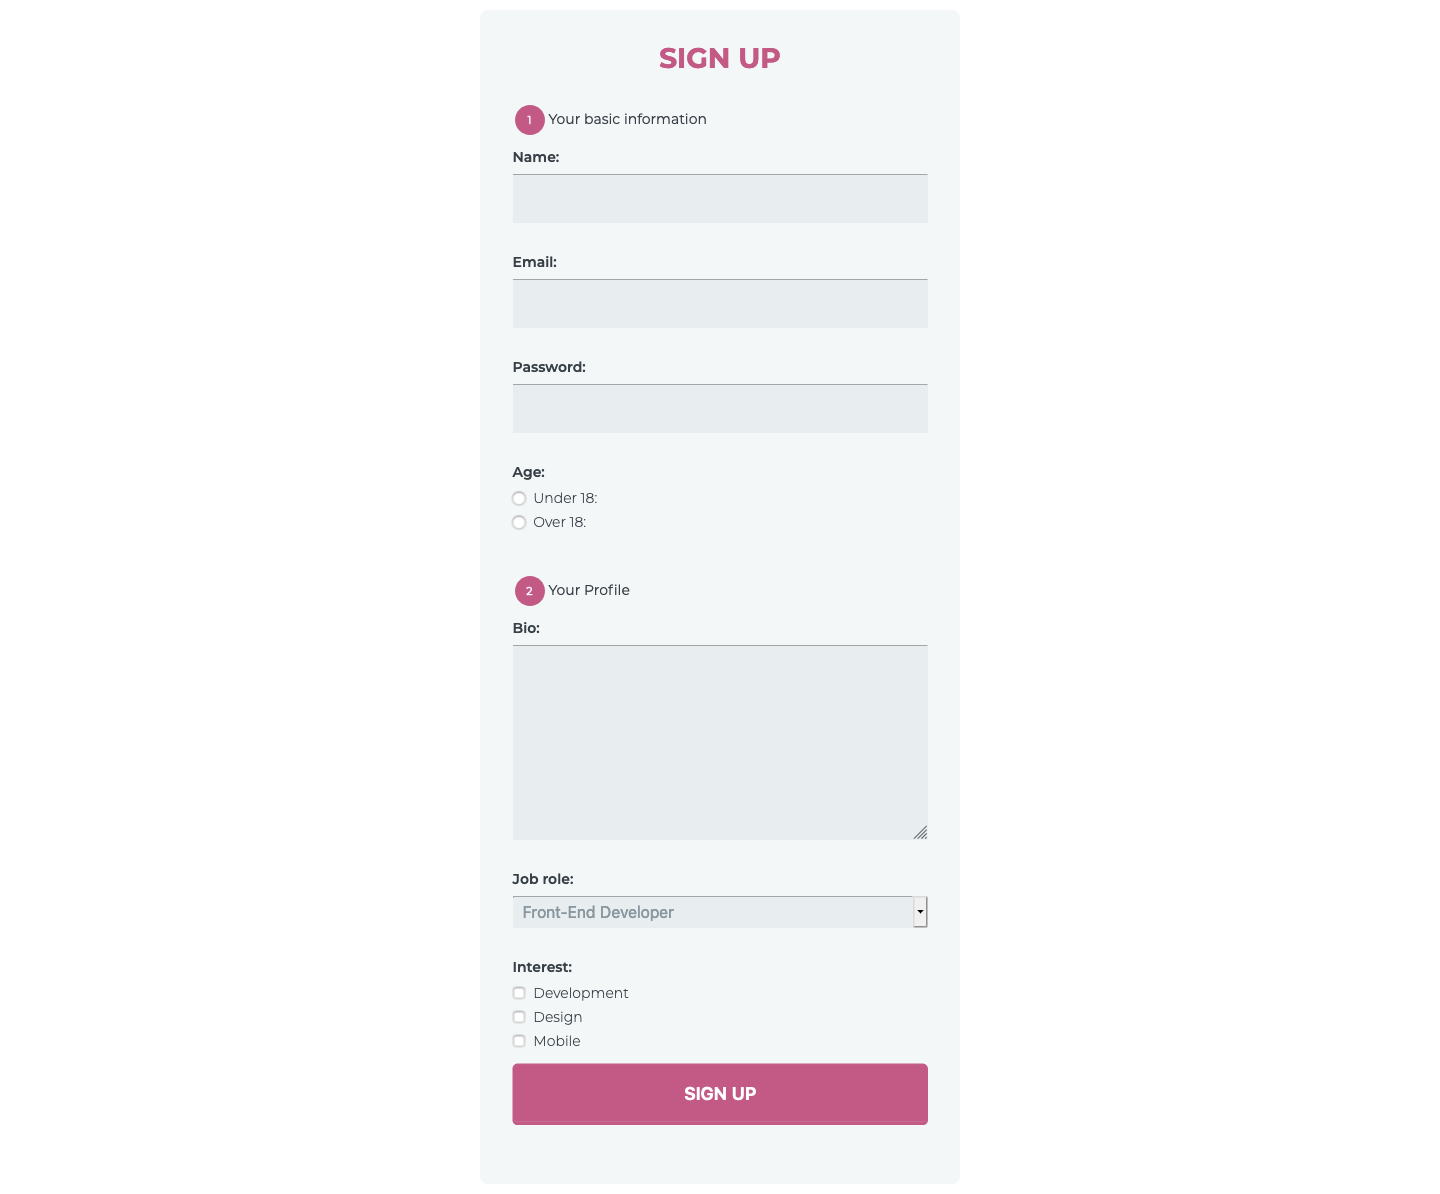 SIGN UP
1 Your basic information
Name:
Email:
Password:
Age:
Under 18:
Over 18:
2 Your Profile
Bio:
Job role:
Front-End Developer
Interest:
Development
Design
Mobile
SIGN UP